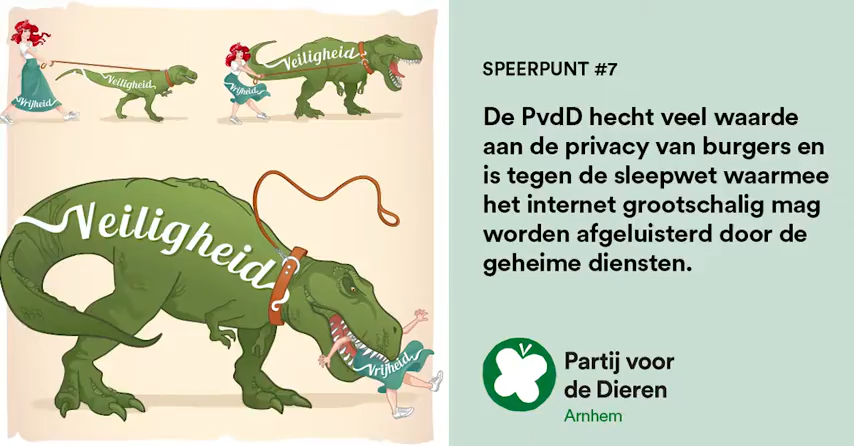 Veiligheid
Vrijheid
Veiligheid
Vrijheid
Veiligheid
Vrijheid
SPEERPUNT #7
De PvdD hecht veel waarde
aan de privacy van burgers en
is tegen de sleepwet waarmee
het internet grootschalig mag
worden afgeluisterd door de
geheime diensten.
Partij voor
de Dieren
Arnhem